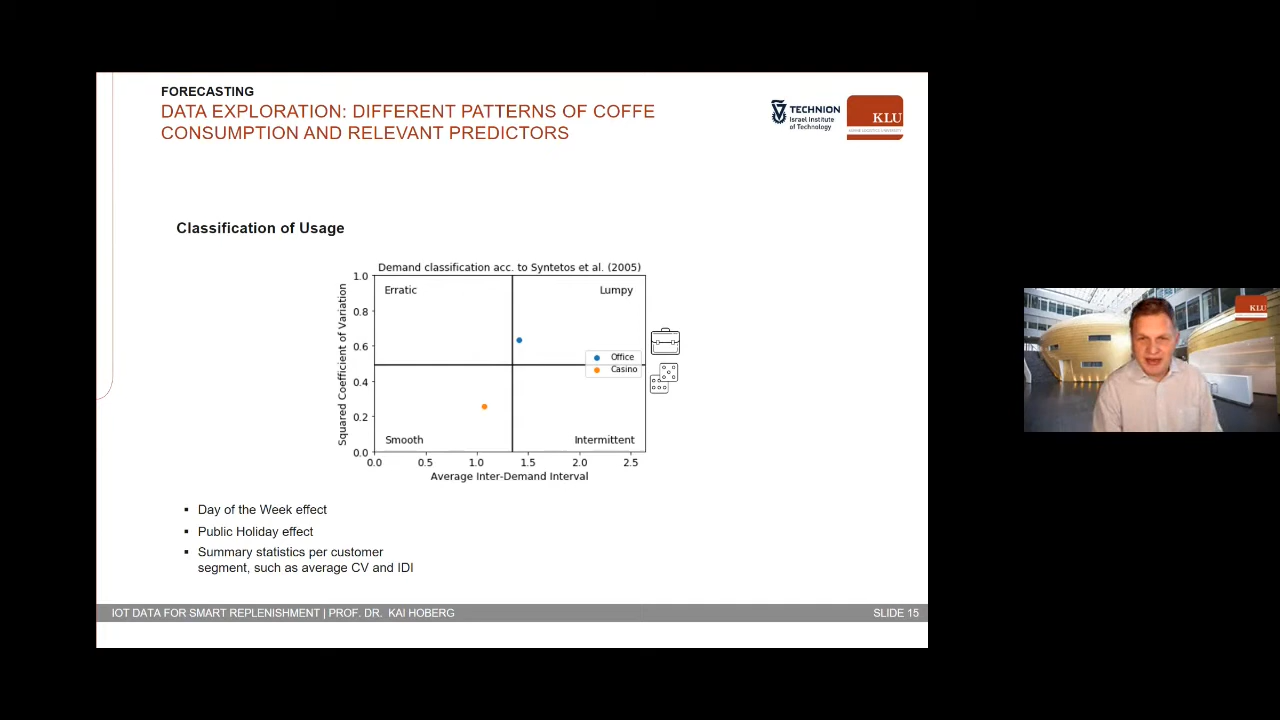 FORECASTING
DATA EXPLORATION: DIFFERENT PATTERNS OF COFFE
CONSUMPTION AND RELEVANT PREDICTORS
TECHNION
Israel Institute
of Technology
KLU
Classification of Usage
Demand classification acc. to Syntetos et al. (2005)
Squared Coefficient of Variation
1.0
0.8
0.6
0.4
0.2
0.0
Erratic
Lumpy
Office
Casino
Smooth
Intermittent
0.0 0.5 1.0 1.5 2.0 2.5
Average Inter-Demand Interval
▪ Day of the Week effect
▪ Public Holiday effect
▪ Summary statistics per customer
segment, such as average CV and IDI
IOT DATA FOR SMART REPLENISHMENT | PROF. DR. KAI HOBERG
SLIDE 15
KLU